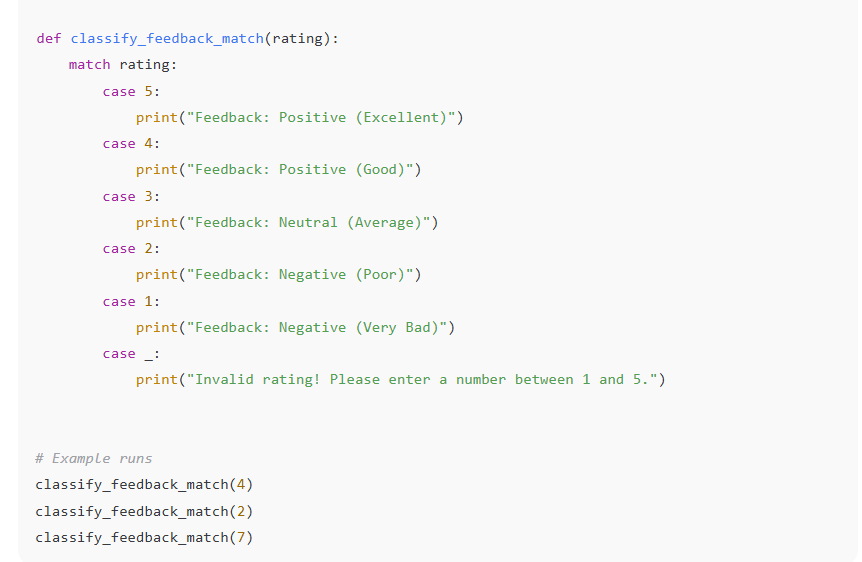 def classify_feedback_match(rating):
    match rating:
        case 5:
            print("Feedback: Positive (Excellent)")
        case 4:
            print("Feedback: Positive (Good)")
        case 3:
            print("Feedback: Neutral (Average)")
        case 2:
            print("Feedback: Negative (Poor)")
        case 1:
            print("Feedback: Negative (Very Bad)")
        case _:
            print("Invalid rating! Please enter a number between 1 and 5.")
# Example runs
classify_feedback_match(4)
classify_feedback_match(2)
classify_feedback_match(7)